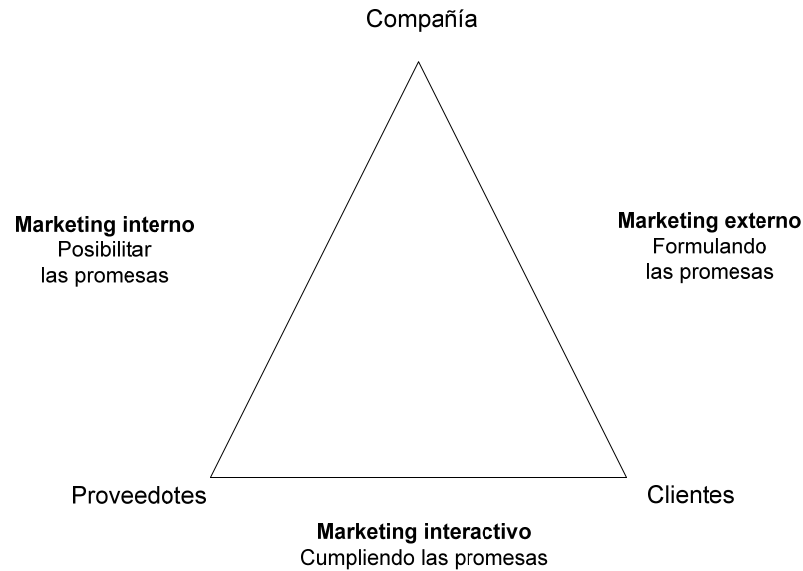 Compañía
Marketing interno
Posibilitar
las promesas
Marketing externo
Formulando
las promesas
Proveedotes
Clientes
Marketing interactivo
Cumpliendo las promesas